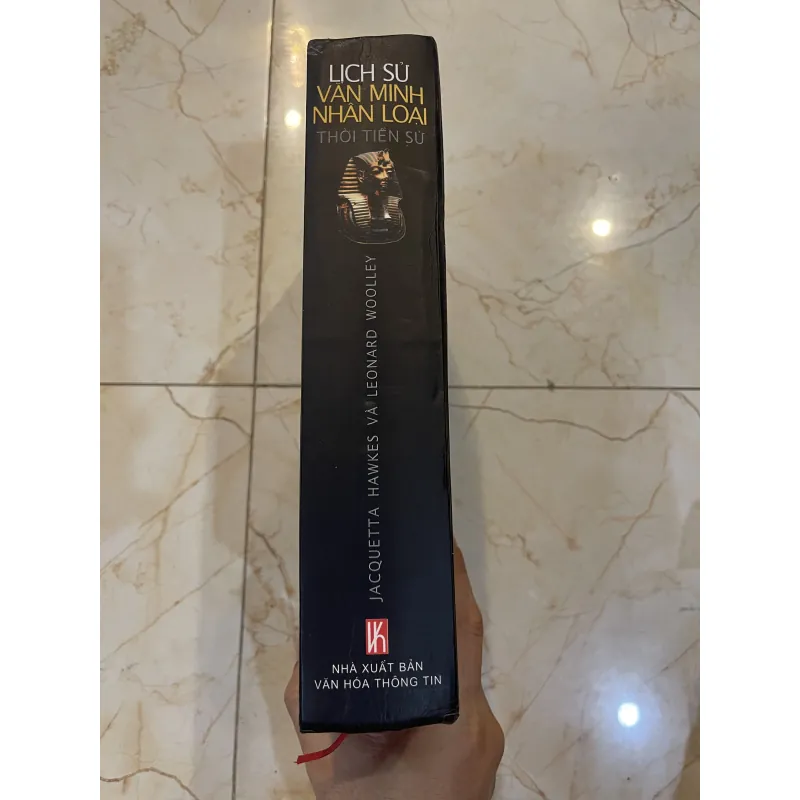 LỊCH SỬ
VĂN MINH
NHÂN LOẠI
THỜI TIỀN SỬ
JACQUETTA HAWKES VÀ LEONARD WOOLLEY
NHÀ XUẤT BẢN
VĂN HÓA THÔNG TIN